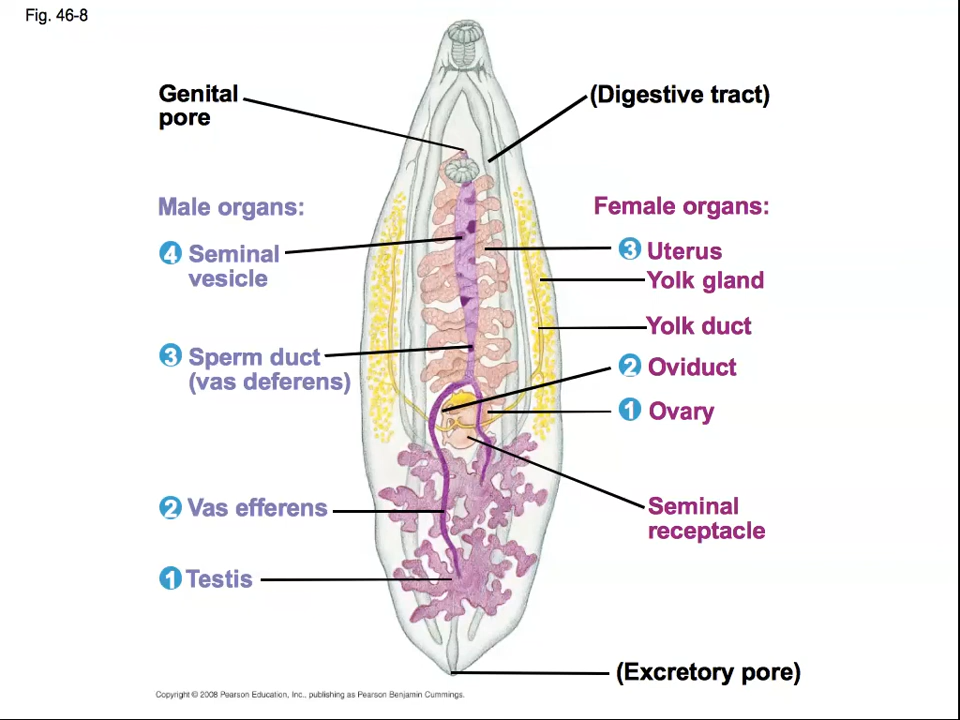 Fig. 46-8
Genital
pore
(Digestive tract)
Male organs:
4 Seminal
vesicle
3 Sperm duct
(vas deferens)
2 Vas efferens
1 Testis
Female organs:
3 Uterus
Yolk gland
Yolk duct
2 Oviduct
1 Ovary
Seminal
receptacle
(Excretory pore)
Copyright © 2008 Pearson Education, Inc., publishing as Pearson Benjamin Cummings.